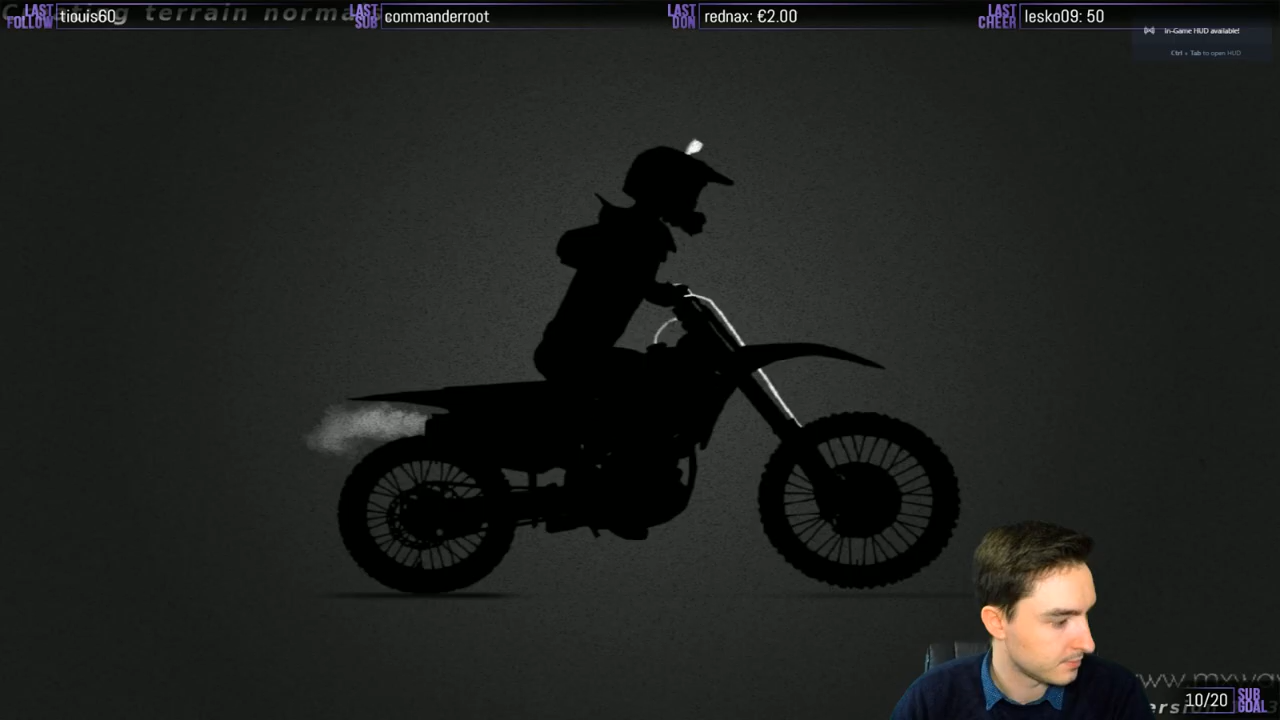 LAST FOLLOW tiouis60
LAST SUB commanderroot
LAST DON rednax: €2.00
LAST CHEER lesko09: 50
terrain
In-Game HUD available!
Ctrl + Tab to open HUD
10/20 SUB GOAL